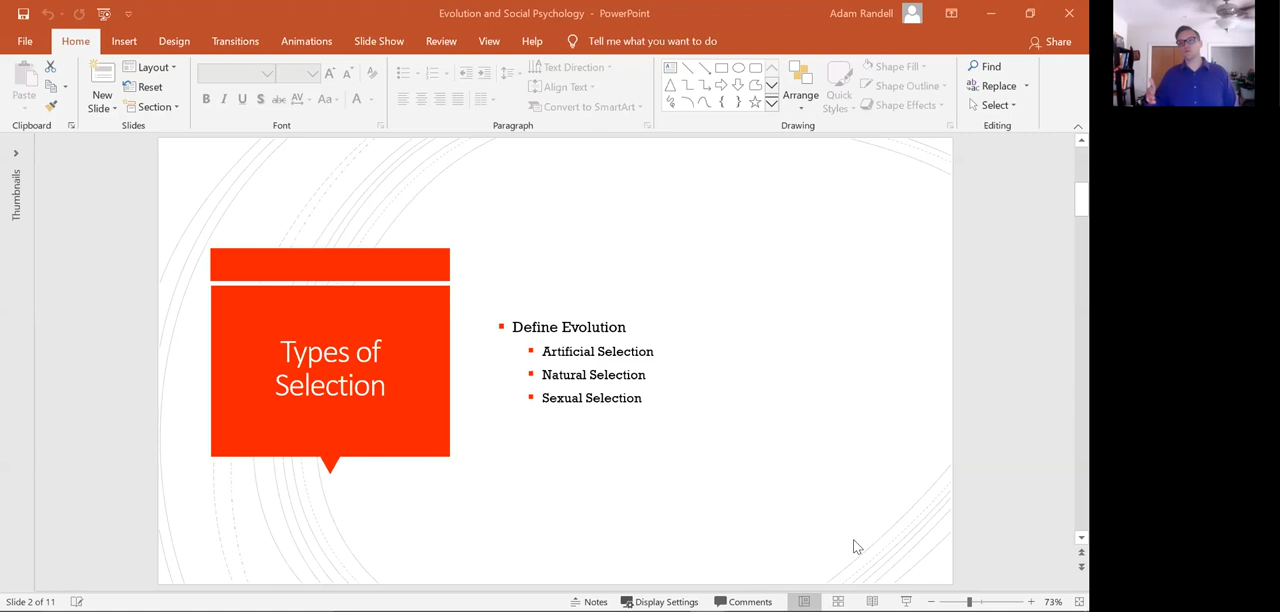 Evolution and Social Psychology - PowerPoint
Adam Randell
File Home Insert Design Transitions Animations Slide Show Review View Help Tell me what you want to do Share
Paste
New Slide
Layout
Reset
Section
B I U S abc AV Aa A
Text Direction
Align Text
Convert to SmartArt
Arrange
Quick Styles
Shape Fill
Shape Outline
Shape Effects
Find
Replace
Select
Clipboard Slides Font Paragraph Drawing Editing
Thumbnails
Types of
Selection
Define Evolution
Artificial Selection
Natural Selection
Sexual Selection
Slide 2 of 11 Notes Display Settings Comments 73%